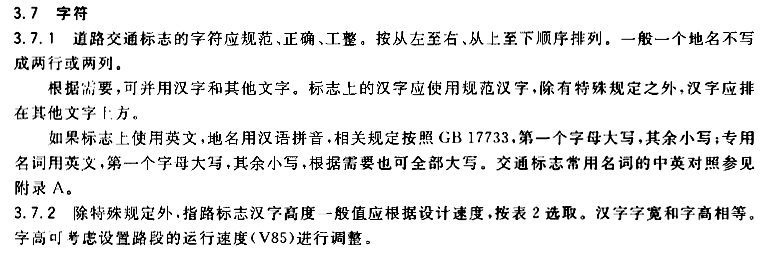 3.7 字符
3.7.1 道路交通标志的字符应规范、正确、工整。按从左至右、从上至下顺序排列。一般一个地名不写
成两行或两列。
根据需要,可并用汉字和其他文字。标志上的汉字应使用规范汉字,除有特殊规定之外,汉字应排
在其他文字上方。
如果标志上使用英文,地名用汉语拼音,相关规定按照 GB 17733,第一个字母大写,其余小写;专用
名词用英文,第一个字母大写,其余小写,根据需要也可全部大写。交通标志常用名词的中英对照参见
附录 A。
3.7.2 除特殊规定外,指路标志汉字高度一般值应根据设计速度,按表 2 选取。汉字字宽和字高相等。
字高可考虑设置路段的运行速度(V85)进行调整。